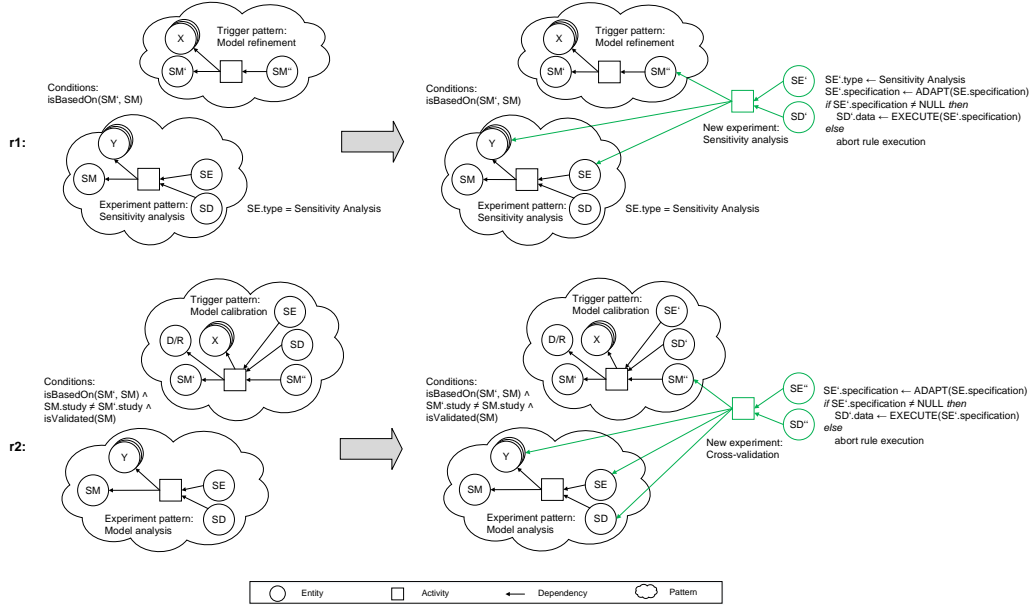 r1:
Trigger pattern:
Model refinement
X
SM‘
SM‘‘
Conditions:
isBasedOn(SM‘, SM)
Y
SM
SE
SD
Experiment pattern:
Sensitivity analysis
SE.type = Sensitivity Analysis
Trigger pattern:
Model refinement
X
SM‘
SM‘‘
Conditions:
isBasedOn(SM‘, SM)
Y
SM
SE
SD
Experiment pattern:
Sensitivity analysis
SE.type = Sensitivity Analysis
SE‘
SD‘
New experiment:
Sensitivity analysis
SE‘.type ← Sensitivity Analysis
SE‘.specification ← ADAPT(SE.specification)
if SE‘.specification ≠ NULL then
SD‘.data ← EXECUTE(SE‘.specification)
else
abort rule execution
r2:
Trigger pattern:
Model calibration
SE
D/R
X
SD
SM‘
SM‘‘
Conditions:
isBasedOn(SM‘, SM) ∧
SM.study ≠ SM‘.study ∧
isValidated(SM)
Y
SM
SE
SD
Experiment pattern:
Model analysis
Trigger pattern:
Model calibration
SE‘
D/R
X
SD‘
SM‘
SM‘‘
Conditions:
isBasedOn(SM‘, SM) ∧
SM‘.study ≠ SM.study ∧
isValidated(SM)
Y
SM
SE
SD
Experiment pattern:
Model analysis
SE‘‘
SD‘‘
New experiment:
Cross-validation
SE‘.specification ← ADAPT(SE.specification)
if SE‘.specification ≠ NULL then
SD‘.data ← EXECUTE(SE‘.specification)
else
abort rule execution
Entity
Activity
Dependency
Pattern